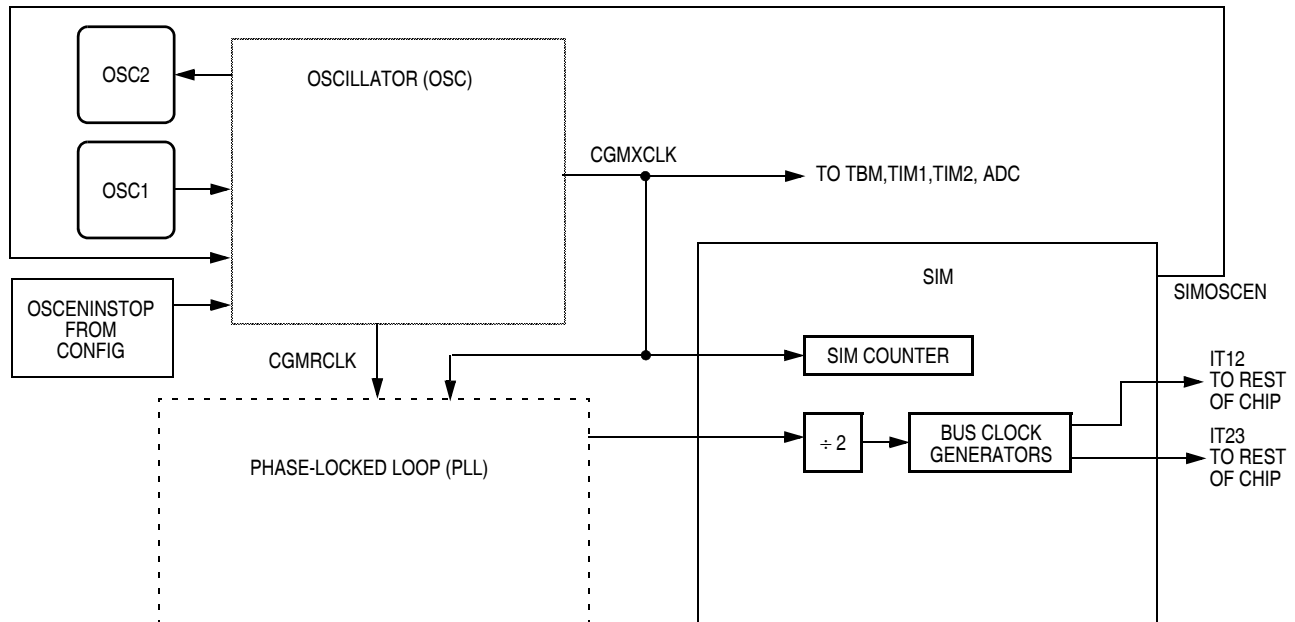 OSC2
OSCILLATOR (OSC)
CGMXCLK
TO TBM,TIM1,TIM2, ADC
OSC1
SIM
SIMOSCEN
OSCENINSTOP
FROM
CONFIG
CGMRCLK
SIM COUNTER
IT12
TO REST
OF CHIP
÷ 2
BUS CLOCK
GENERATORS
IT23
TO REST
OF CHIP
PHASE-LOCKED LOOP (PLL)